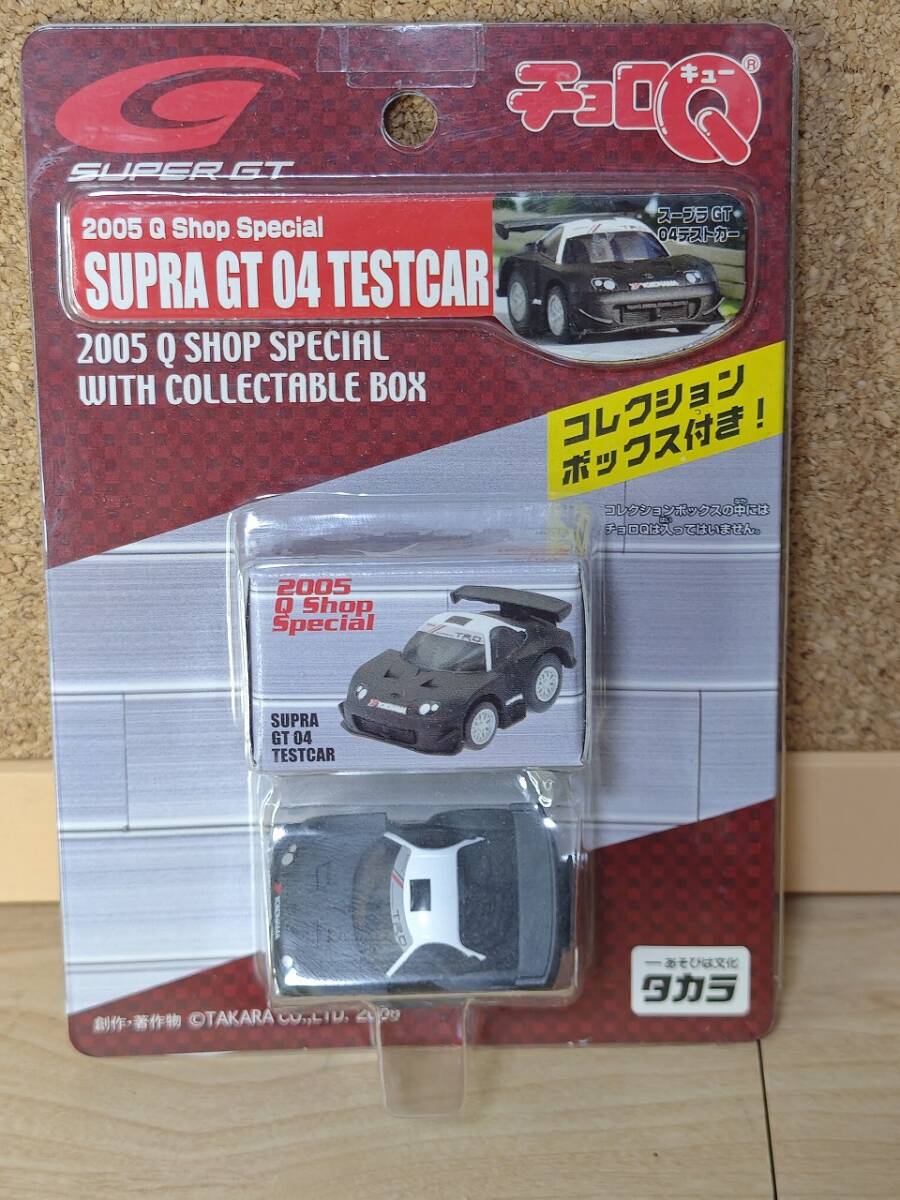 SUPER GT
チョロQ
キュー
®
2005 Q Shop Special
SUPRA GT 04 TESTCAR
スープラ GT
04テストカー
2005 Q SHOP SPECIAL
WITH COLLECTABLE BOX
コレクション
ボックス付き!
コレクションボックスの中には
チョロQは入ってはいません。
2005
Q Shop
Special
TRD
YOKOHAMA
SUPRA
GT 04
TESTCAR
TRD
あそびは文化
タカラ
創作・著作物 ©TAKARA CO.,LTD.